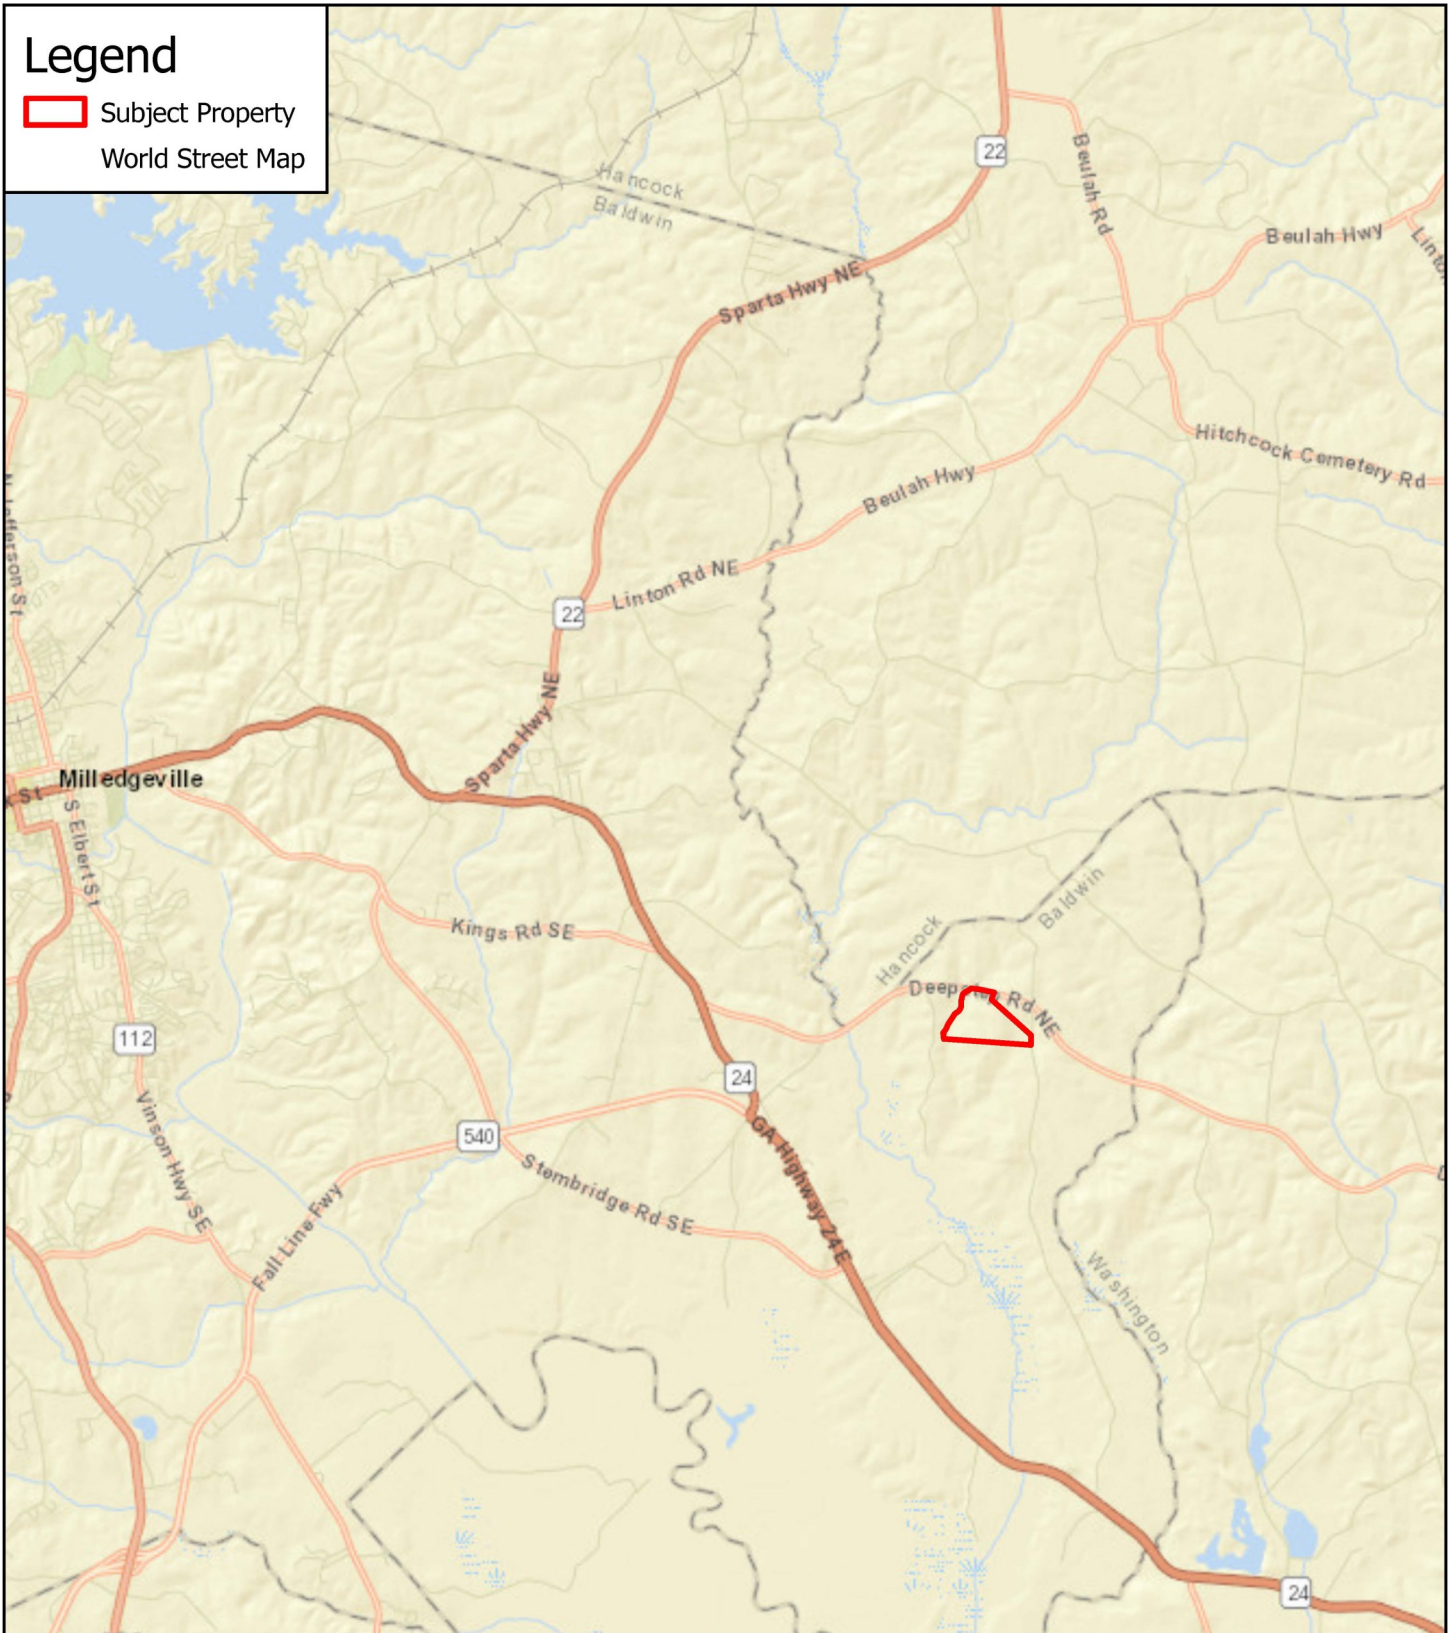 Legend
Subject Property
World Street Map
22
Hancock
Baldwin
Beulah Rd
Beulah Hwy
Sparta Hwy NE
Hitchcock Cemetery Rd
Beulah Hwy
Linton Rd NE
22
Sparta Hwy NE
Milledgeville
St
S Elbert St
Kings Rd SE
Hancock
Baldwin
Rd NE
112
24
540
Vinson Hwy SE
Stembridge Rd SE
GA Highway 24 E
Fall Line Fwy
Washington
24